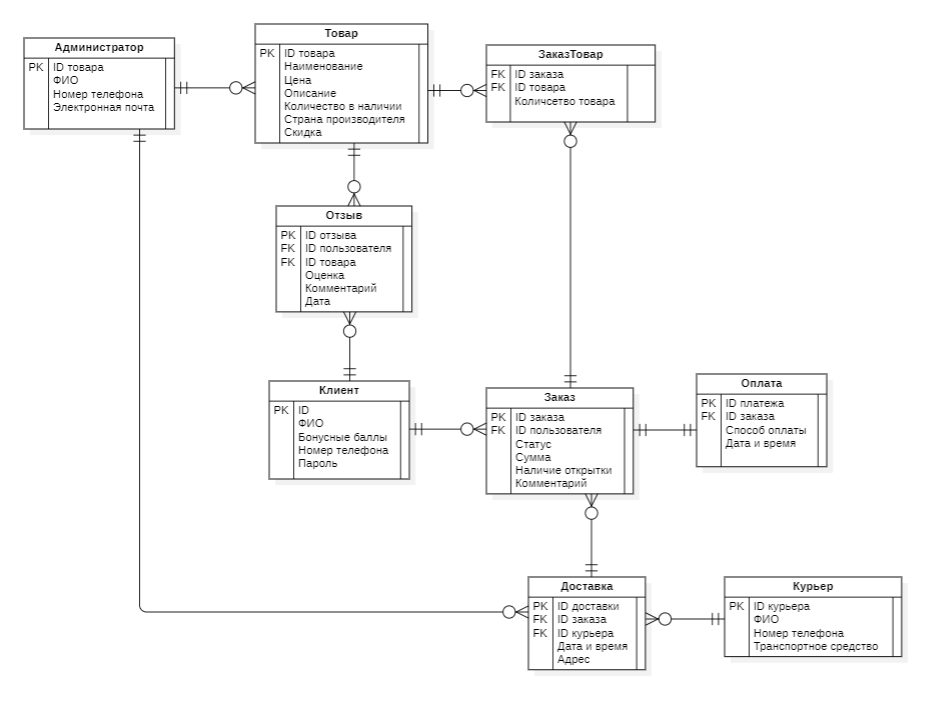 Администратор
PK ID товара
ФИО
Номер телефона
Электронная почта
Товар
PK ID товара
Наименование
Цена
Описание
Количество в наличии
Страна производителя
Скидка
ЗаказТовар
FK ID заказа
FK ID товара
Количсетво товара
Отзыв
PK ID отзыва
FK ID пользователя
FK ID товара
Оценка
Комментарий
Дата
Клиент
PK ID
ФИО
Бонусные баллы
Номер телефона
Пароль
Заказ
PK ID заказа
FK ID пользователя
Статус
Сумма
Наличие открытки
Комментарий
Оплата
PK ID платежа
FK ID заказа
Способ оплаты
Дата и время
Доставка
PK ID доставки
FK ID заказа
FK ID курьера
Дата и время
Адрес
Курьер
PK ID курьера
ФИО
Номер телефона
Транспортное средство